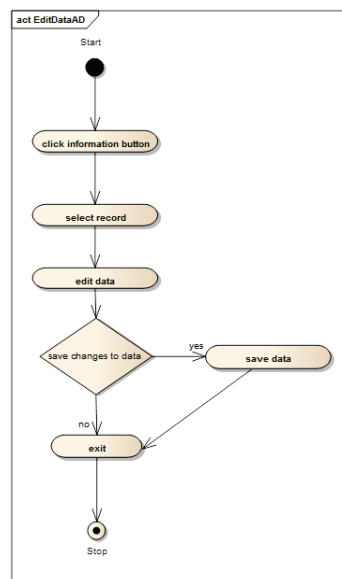 act EditDataAD
Start
click information button
select record
edit data
save changes to data
yes
save data
no
exit
Stop